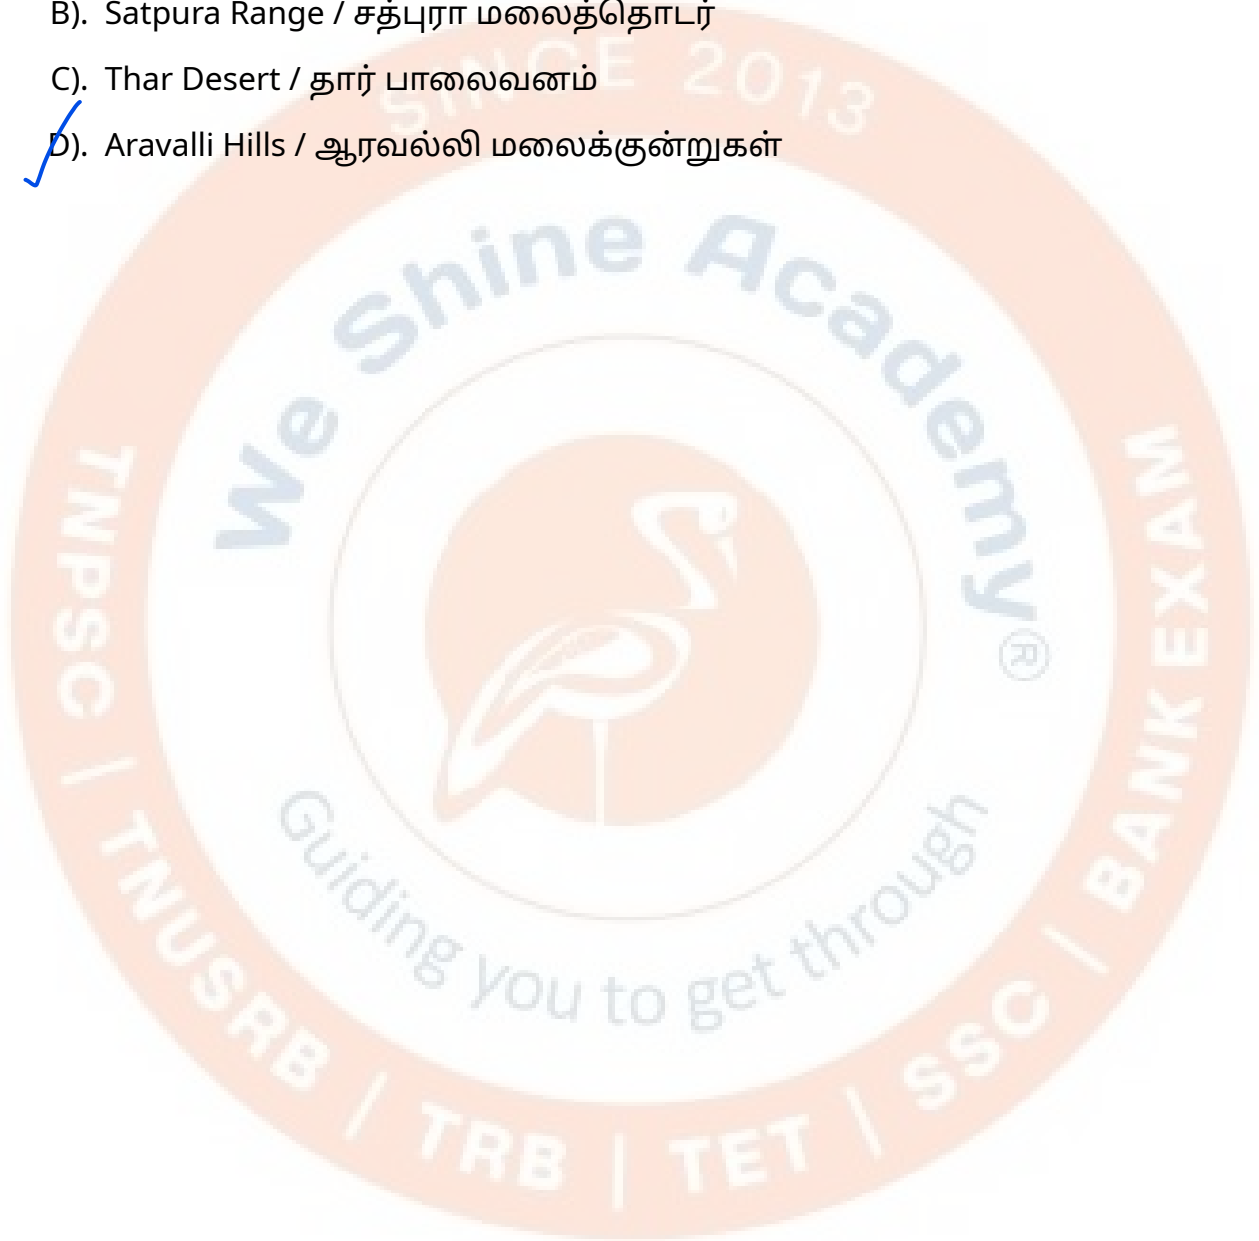 B). Satpura Range / சத்புரா மலைத்தொடர்
C). Thar Desert / தார் பாலைவனம்
D). Aravalli Hills / ஆரவல்லி மலைக்குன்றுகள்
SINCE 2013
We Shine Academy®
Guiding you to get through
TNPSC | TNUSRB | TRB | TET | SSC | BANK EXAM